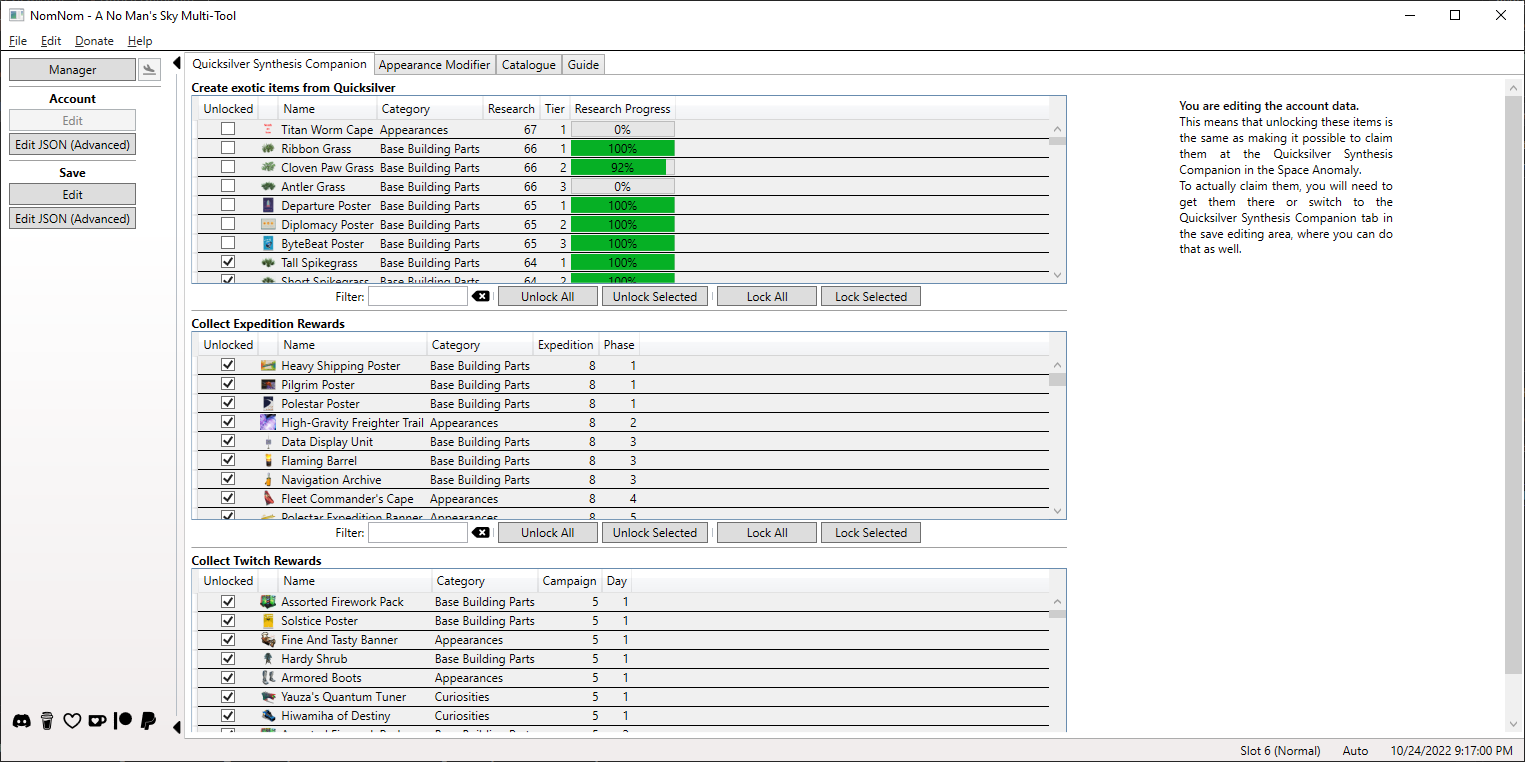 NomNom - A No Man's Sky Multi-Tool
File Edit Donate Help
Manager
Account
Edit
Edit JSON (Advanced)
Save
Edit
Edit JSON (Advanced)
Quicksilver Synthesis Companion Appearance Modifier Catalogue Guide
Create exotic items from Quicksilver
Unlocked Name Category Research Tier Research Progress
Titan Worm Cape Appearances 67 1 0%
Ribbon Grass Base Building Parts 66 1 100%
Cloven Paw Grass Base Building Parts 66 2 92%
Antler Grass Base Building Parts 66 3 0%
Departure Poster Base Building Parts 65 1 100%
Diplomacy Poster Base Building Parts 65 2 100%
ByteBeat Poster Base Building Parts 65 3 100%
Tall Spikegrass Base Building Parts 64 1 100%
Short Spikegrass Base Building Parts 64 2 100%
Filter: Unlock All Unlock Selected Lock All Lock Selected
Collect Expedition Rewards
Unlocked Name Category Expedition Phase
Heavy Shipping Poster Base Building Parts 8 1
Pilgrim Poster Base Building Parts 8 1
Polestar Poster Base Building Parts 8 1
High-Gravity Freighter Trail Appearances 8 2
Data Display Unit Base Building Parts 8 3
Flaming Barrel Base Building Parts 8 3
Navigation Archive Base Building Parts 8 3
Fleet Commander's Cape Appearances 8 4
Polestar Expedition Banner Appearances 8 5
Filter: Unlock All Unlock Selected Lock All Lock Selected
Collect Twitch Rewards
Unlocked Name Category Campaign Day
Assorted Firework Pack Base Building Parts 5 1
Solstice Poster Base Building Parts 5 1
Fine And Tasty Banner Appearances 5 1
Hardy Shrub Base Building Parts 5 1
Armored Boots Appearances 5 1
Yauza's Quantum Tuner Curiosities 5 1
Hiwamiha of Destiny Curiosities 5 1
You are editing the account data.
This means that unlocking these items is
the same as making it possible to claim
them at the Quicksilver Synthesis
Companion in the Space Anomaly.
To actually claim them, you will need to
get them there or switch to the
Quicksilver Synthesis Companion tab in
the save editing area, where you can do
that as well.
Slot 6 (Normal) Auto 10/24/2022 9:17:00 PM